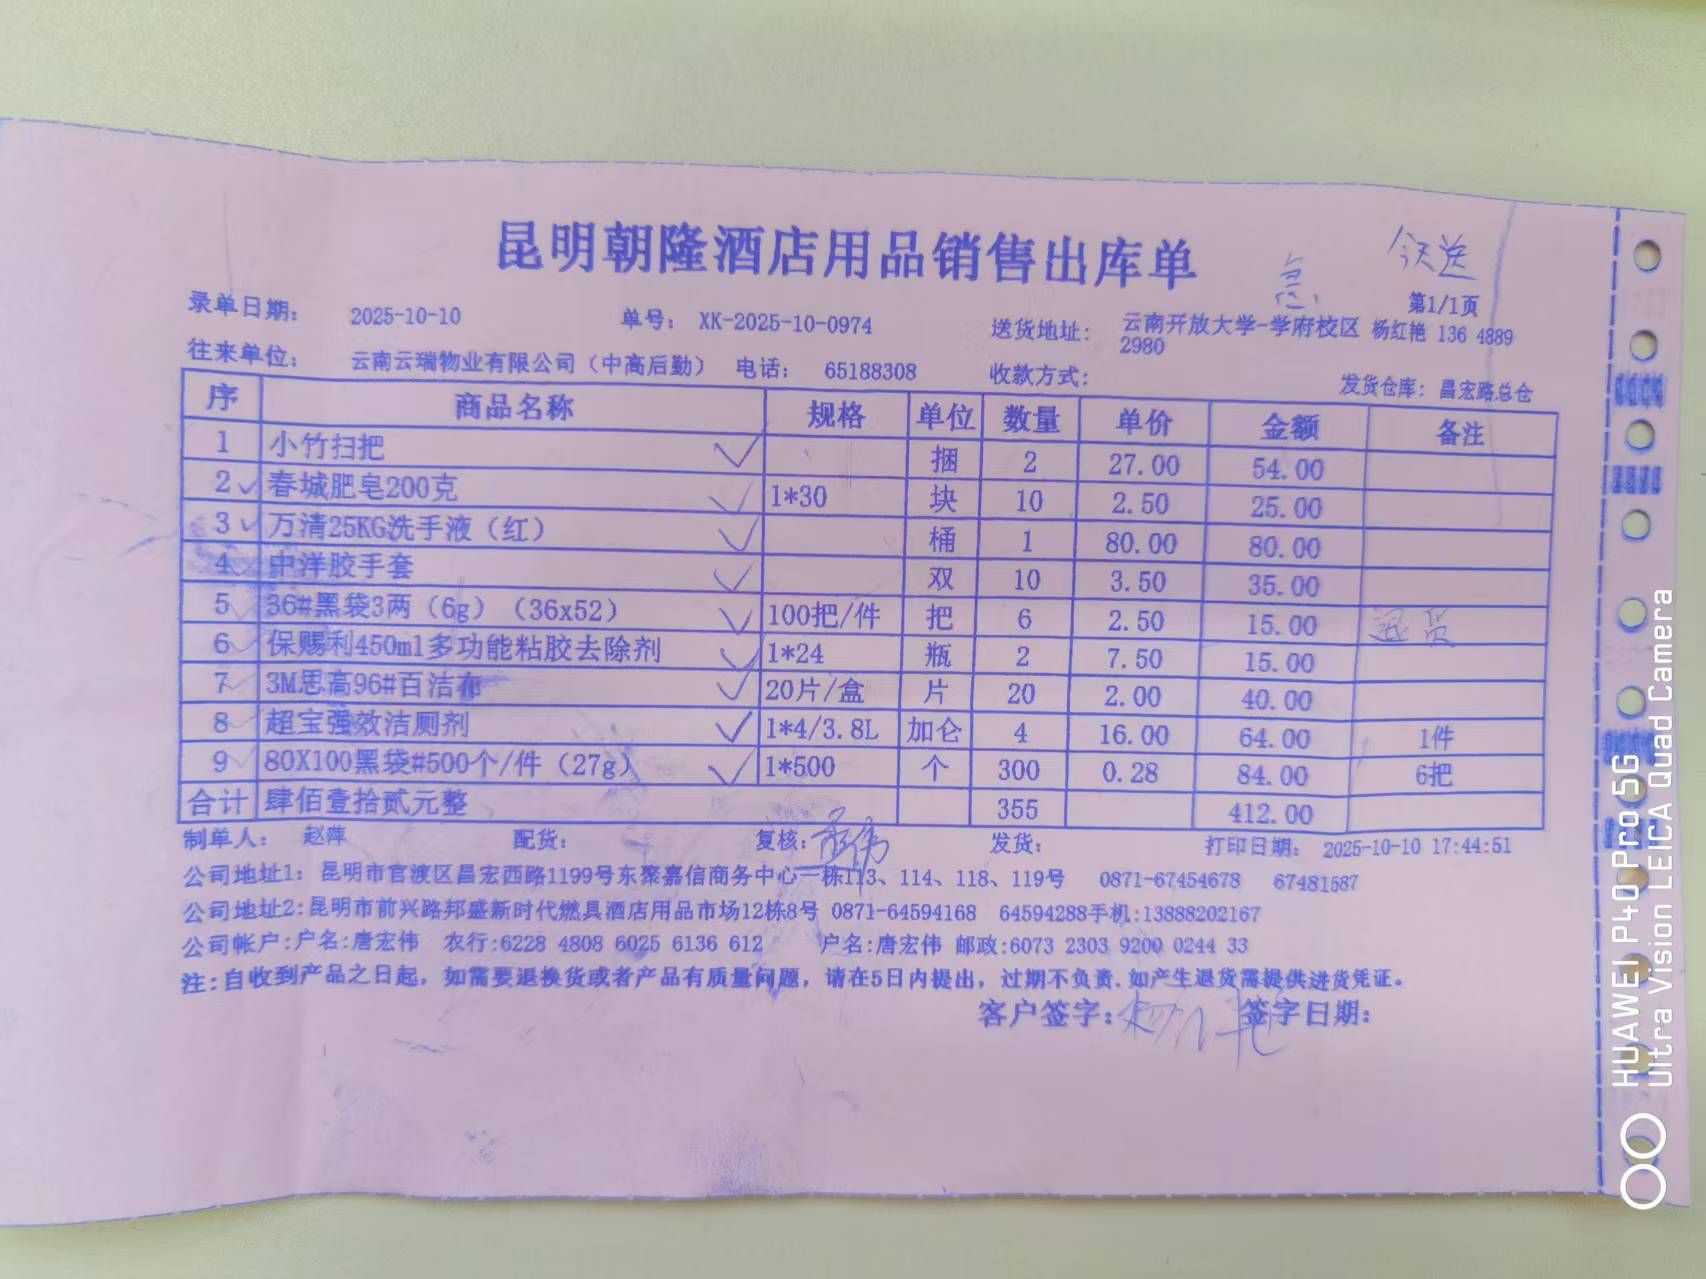 昆明朝隆酒店用品销售出库单
急 今天送
第1/1页
录单日期: 2025-10-10 单号: XK-2025-10-0974 送货地址: 云南开放大学-学府校区 杨红艳 136 4889 2980
往来单位: 云南云瑞物业有限公司（中高后勤） 电话: 65188308 收款方式: 发货仓库: 昌宏路总仓
序 商品名称 规格 单位 数量 单价 金额 备注
1 小竹扫把 捆 2 27.00 54.00
2 春城肥皂200克 1*30 块 10 2.50 25.00
3 万清25KG洗手液（红） 桶 1 80.00 80.00
4 中洋胶手套 双 10 3.50 35.00
5 36#黑袋3两（6g）（36x52） 100把/件 把 6 2.50 15.00 退货
6 保赐利450ml多功能粘胶去除剂 1*24 瓶 2 7.50 15.00
7 3M思高96#百洁布 20片/盒 片 20 2.00 40.00
8 超宝强效洁厕剂 1*4/3.8L 加仑 4 16.00 64.00 1件
9 80X100黑袋#500个/件（27g） 1*500 个 300 0.28 84.00 6把
合计 肆佰壹拾贰元整 355 412.00
制单人: 赵萍 配货: 复核: 发货: 打印日期: 2025-10-10 17:44:51
公司地址1: 昆明市官渡区昌宏西路1199号东聚嘉信商务中心一栋113、114、118、119号 0871-67454678 67481587
公司地址2:昆明市前兴路邦盛新时代燃具酒店用品市场12栋8号 0871-64594168 64594288手机:13888202167
公司帐户:户名:唐宏伟 农行:6228 4808 6025 6136 612 户名:唐宏伟 邮政:6073 2303 9200 0244 33
注:自收到产品之日起，如需要退换货或者产品有质量问题，请在5日内提出，过期不负责.如产生退货需提供进货凭证。
客户签字: 签字日期:
HUAWEI P40 Pro 5G
Ultra Vision LEICA Quad Camera